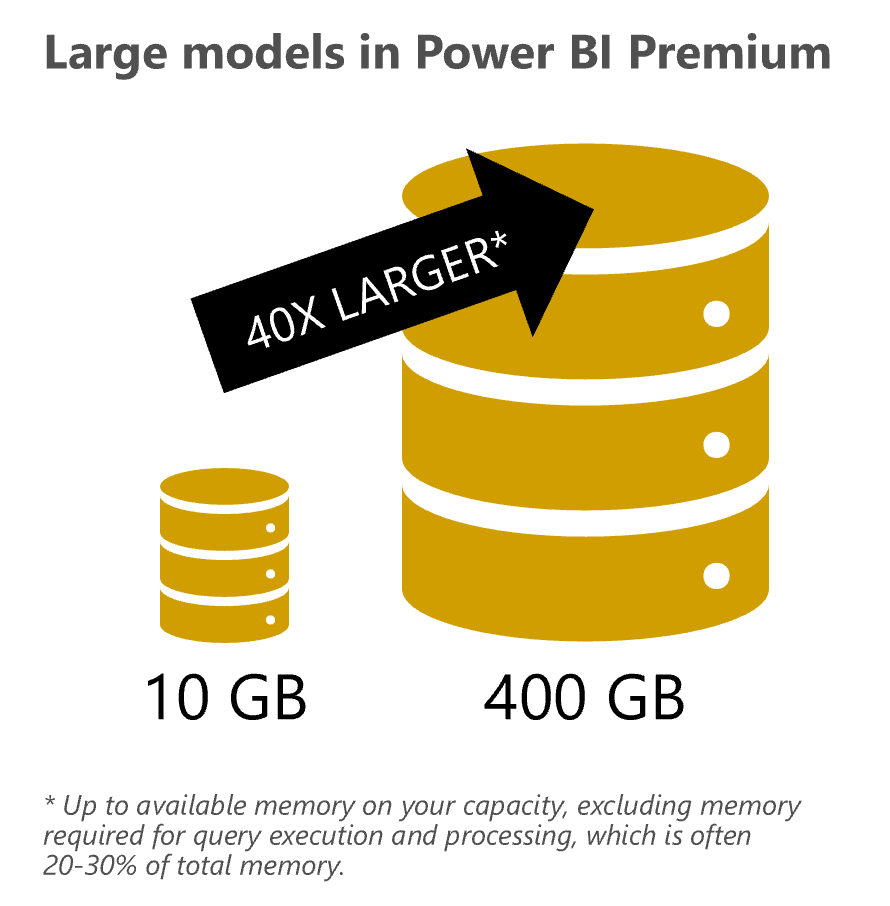 Large models in Power BI Premium
40X LARGER*
10 GB
400 GB
* Up to available memory on your capacity, excluding memory
required for query execution and processing, which is often
20-30% of total memory.